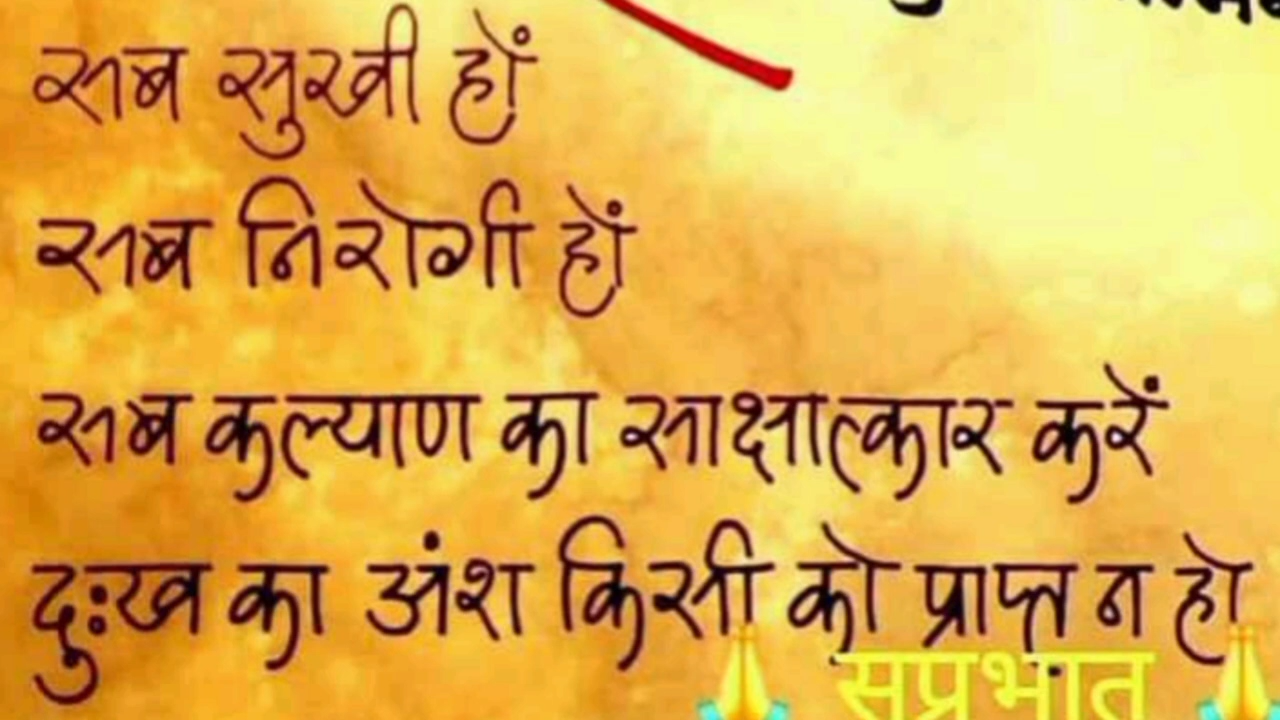 सब सुखी हों
सब निरोगी हों
सब कल्याण का साक्षात्कार करें
दुःख का अंश किसी को प्राप्त न हो
🙏 सुप्रभात 🙏